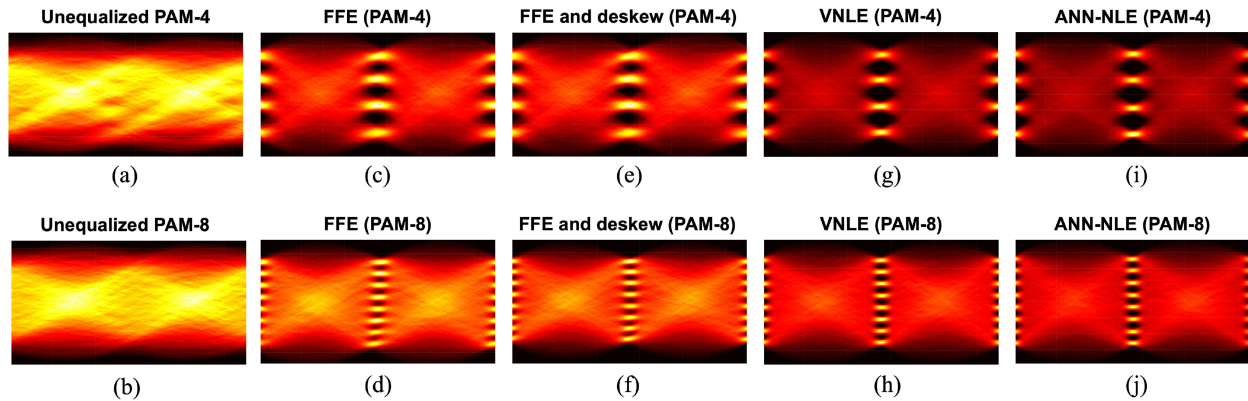 Unequalized PAM-4
FFE (PAM-4)
FFE and deskew (PAM-4)
VNLE (PAM-4)
ANN-NLE (PAM-4)
(a)
(c)
(e)
(g)
(i)
Unequalized PAM-8
FFE (PAM-8)
FFE and deskew (PAM-8)
VNLE (PAM-8)
ANN-NLE (PAM-8)
(b)
(d)
(f)
(h)
(j)